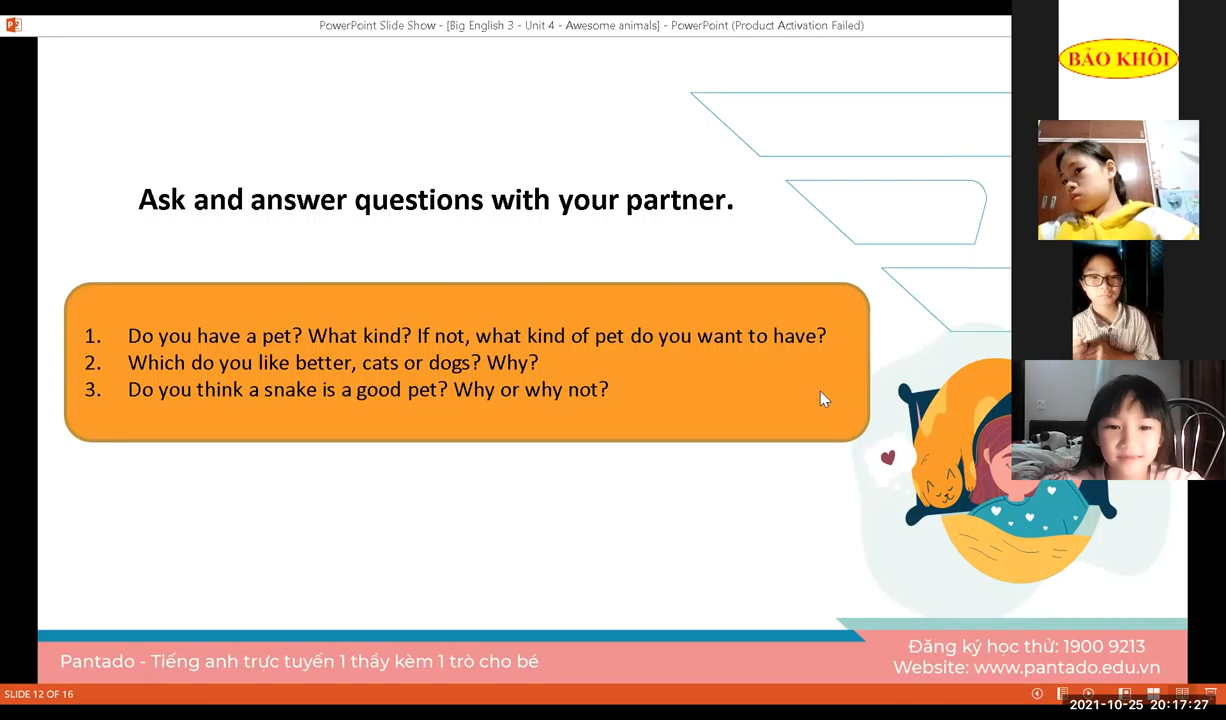 PowerPoint Slide Show - [Big English 3 - Unit 4 - Awesome animals] - PowerPoint (Product Activation Failed)
BẢO KHÔI
Ask and answer questions with your partner.
1. Do you have a pet? What kind? If not, what kind of pet do you want to have?
2. Which do you like better, cats or dogs? Why?
3. Do you think a snake is a good pet? Why or why not?
Pantado - Tiếng anh trực tuyến 1 thầy kèm 1 trò cho bé
Đăng ký học thử: 1900 9213
Website: www.pantado.edu.vn
SLIDE 12 OF 16
2021-10-25 20:17:27